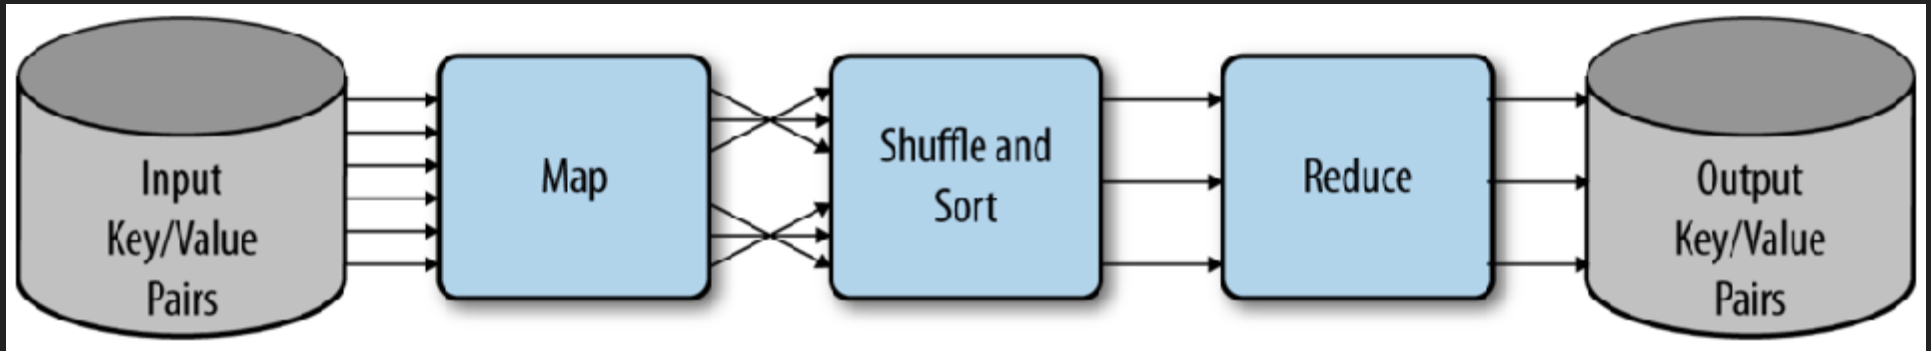 Input
Key/Value
Pairs
Map
Shuffle and
Sort
Reduce
Output
Key/Value
Pairs